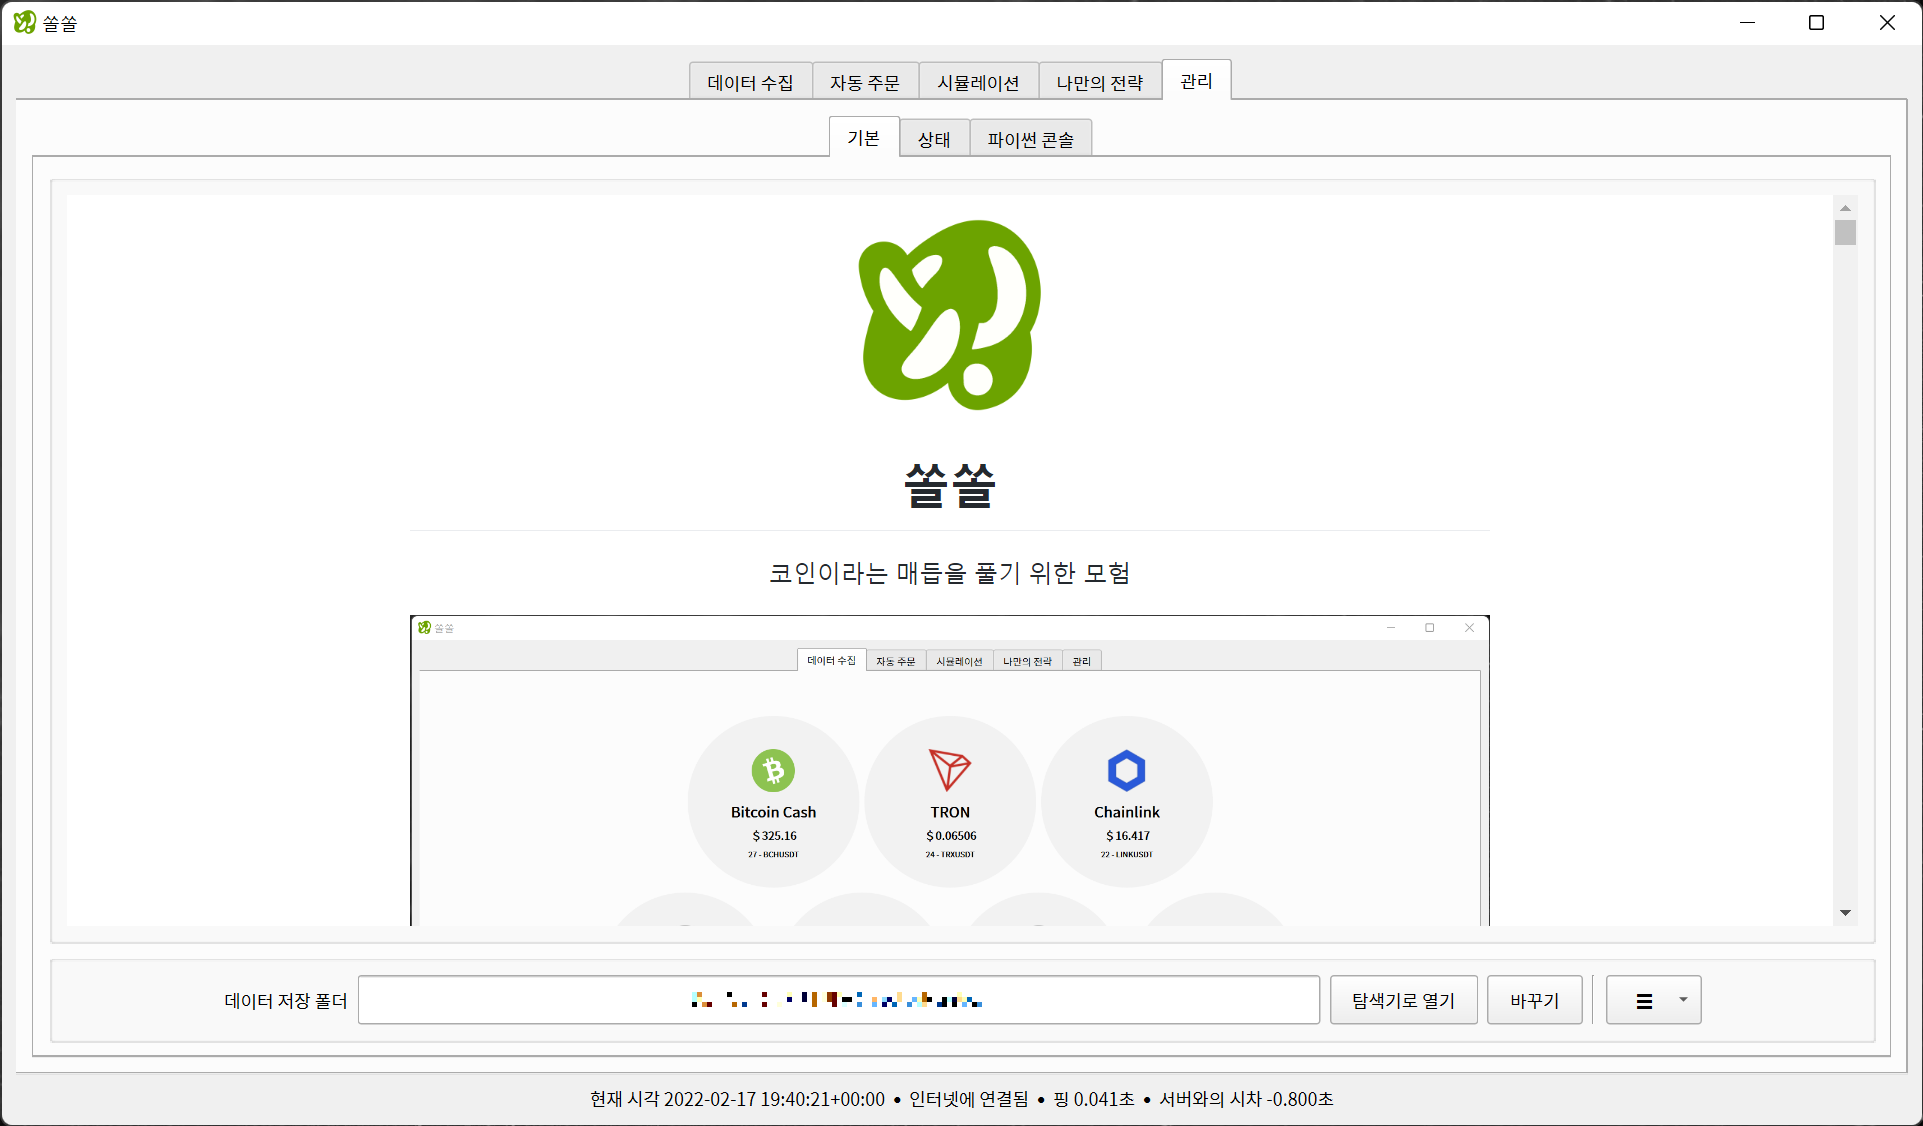 쏠쏠
데이터 수집 자동 주문 시뮬레이션 나만의 전략 관리
기본 상태 파이썬 콘솔
쏠쏠
코인이라는 매듭을 풀기 위한 모험
쏠쏠
데이터 수집 자동 주문 시뮬레이션 나만의 전략 관리
Bitcoin Cash
$ 325.16
27 - BCHUSDT
TRON
$ 0.06506
24 - TRXUSDT
Chainlink
$ 16.417
22 - LINKUSDT
데이터 저장 폴더 탐색기로 열기 바꾸기
현재 시각 2022-02-17 19:40:21+00:00 • 인터넷에 연결됨 • 핑 0.041초 • 서버와의 시차 -0.800초